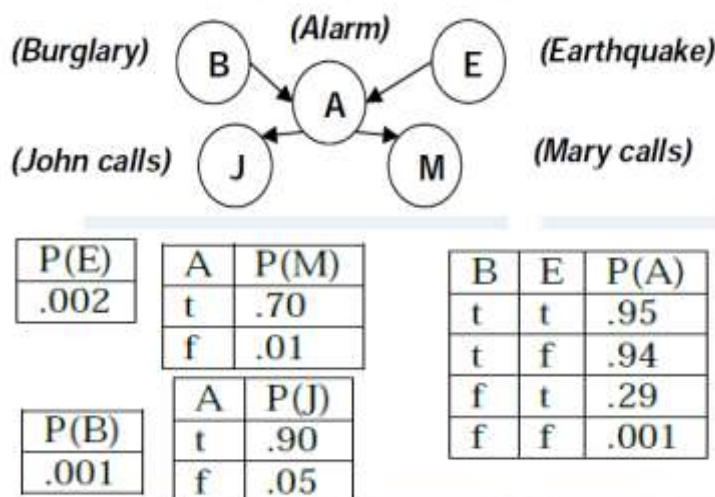 (Alarm)
(Burglary) B E (Earthquake)
A
(John calls) J M (Mary calls)
P(E)
.002
A P(M)
t .70
f .01
B E P(A)
t t .95
t f .94
f t .29
f f .001
P(B)
.001
A P(J)
t .90
f .05